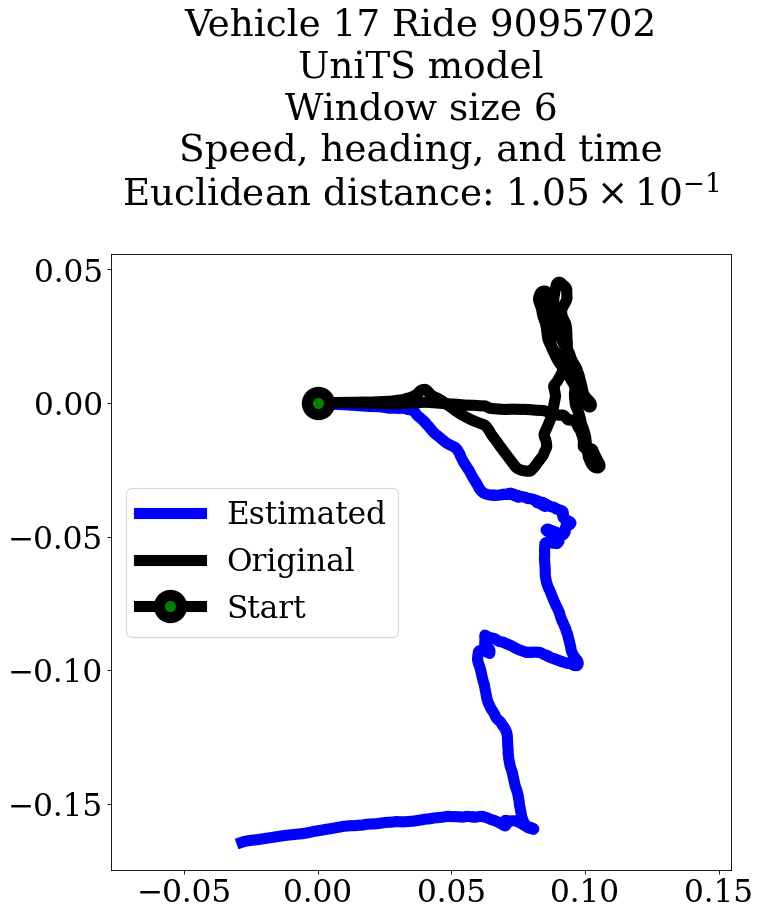 Vehicle 17 Ride 9095702
UniTS model
Window size 6
Speed, heading, and time
Euclidean distance: 1.05 × 10⁻¹
0.05
0.00
−0.05
−0.10
−0.15
Estimated
Original
Start
−0.05 0.00 0.05 0.10 0.15